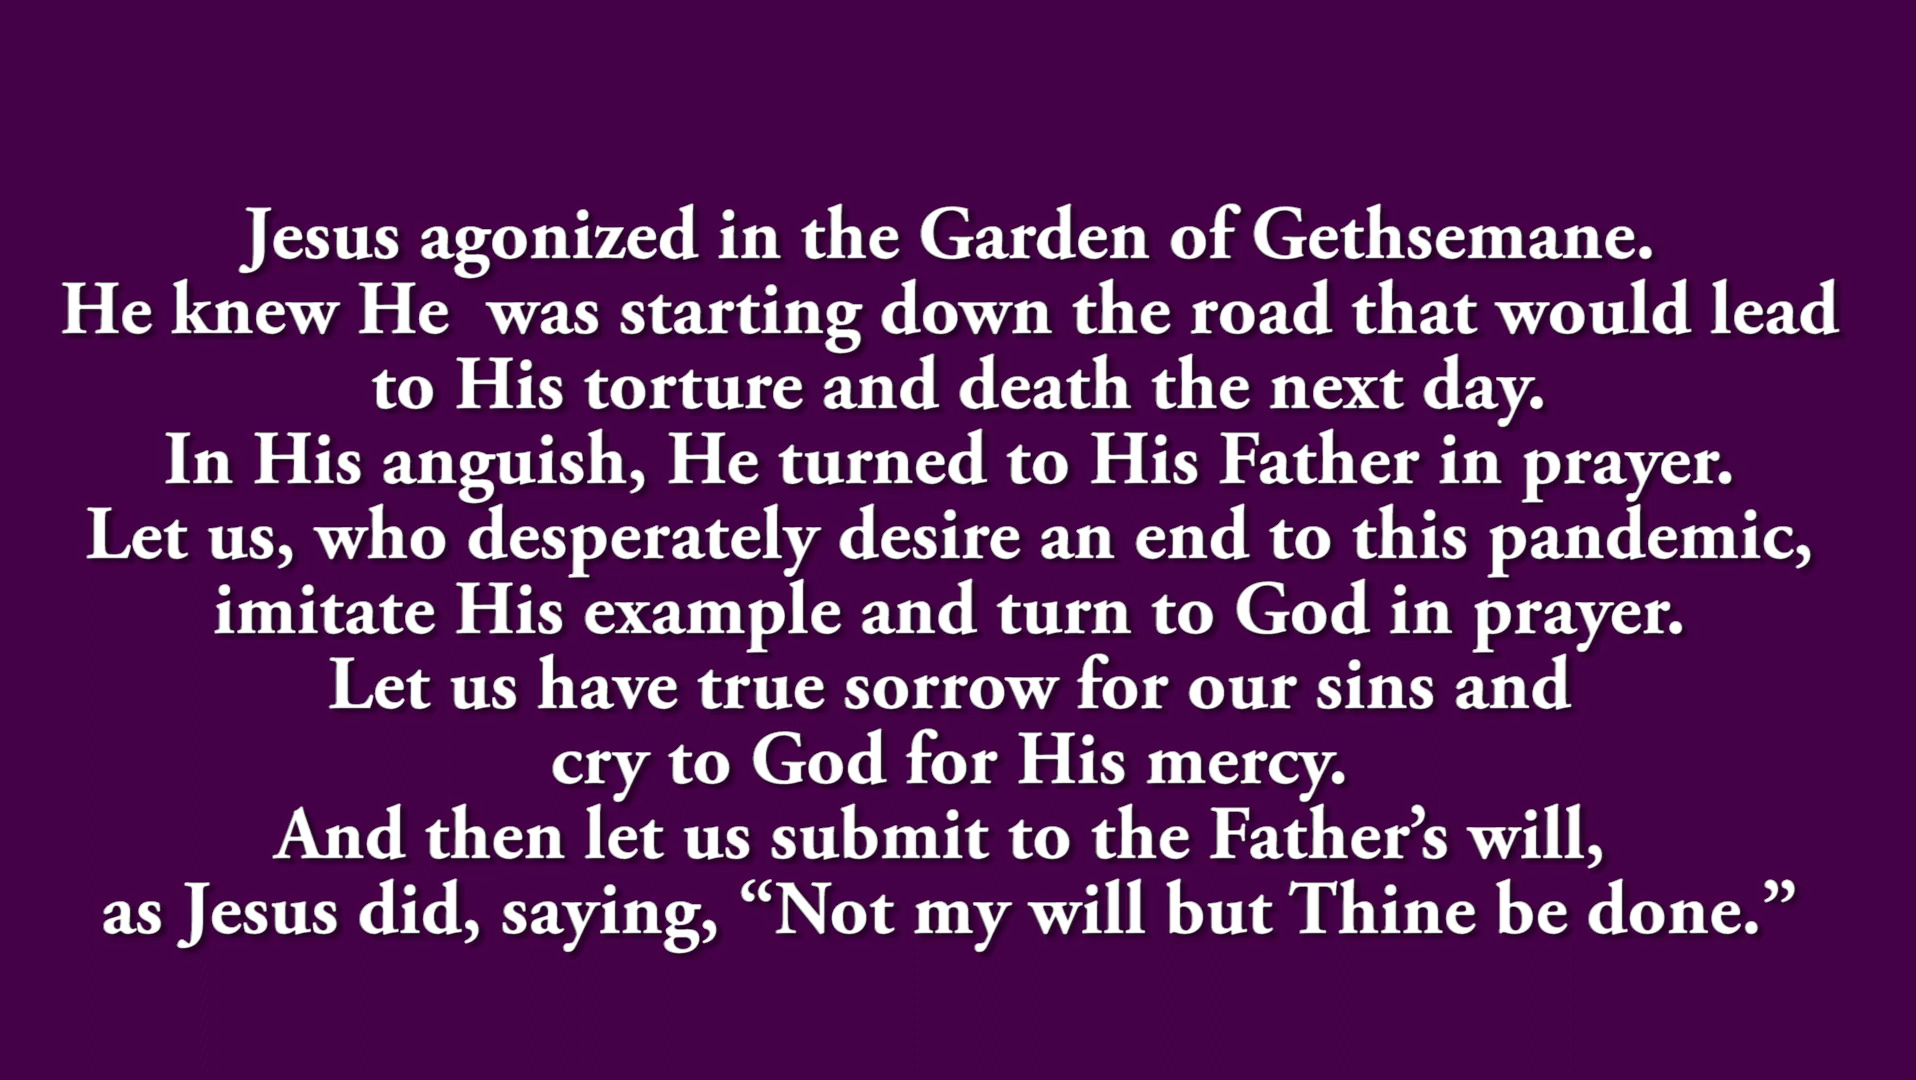 Jesus agonized in the Garden of Gethsemane.
He knew He  was starting down the road that would lead
to His torture and death the next day.
In His anguish, He turned to His Father in prayer.
Let us, who desperately desire an end to this pandemic,
imitate His example and turn to God in prayer.
Let us have true sorrow for our sins and
cry to God for His mercy.
And then let us submit to the Father’s will,
as Jesus did, saying, “Not my will but Thine be done.”